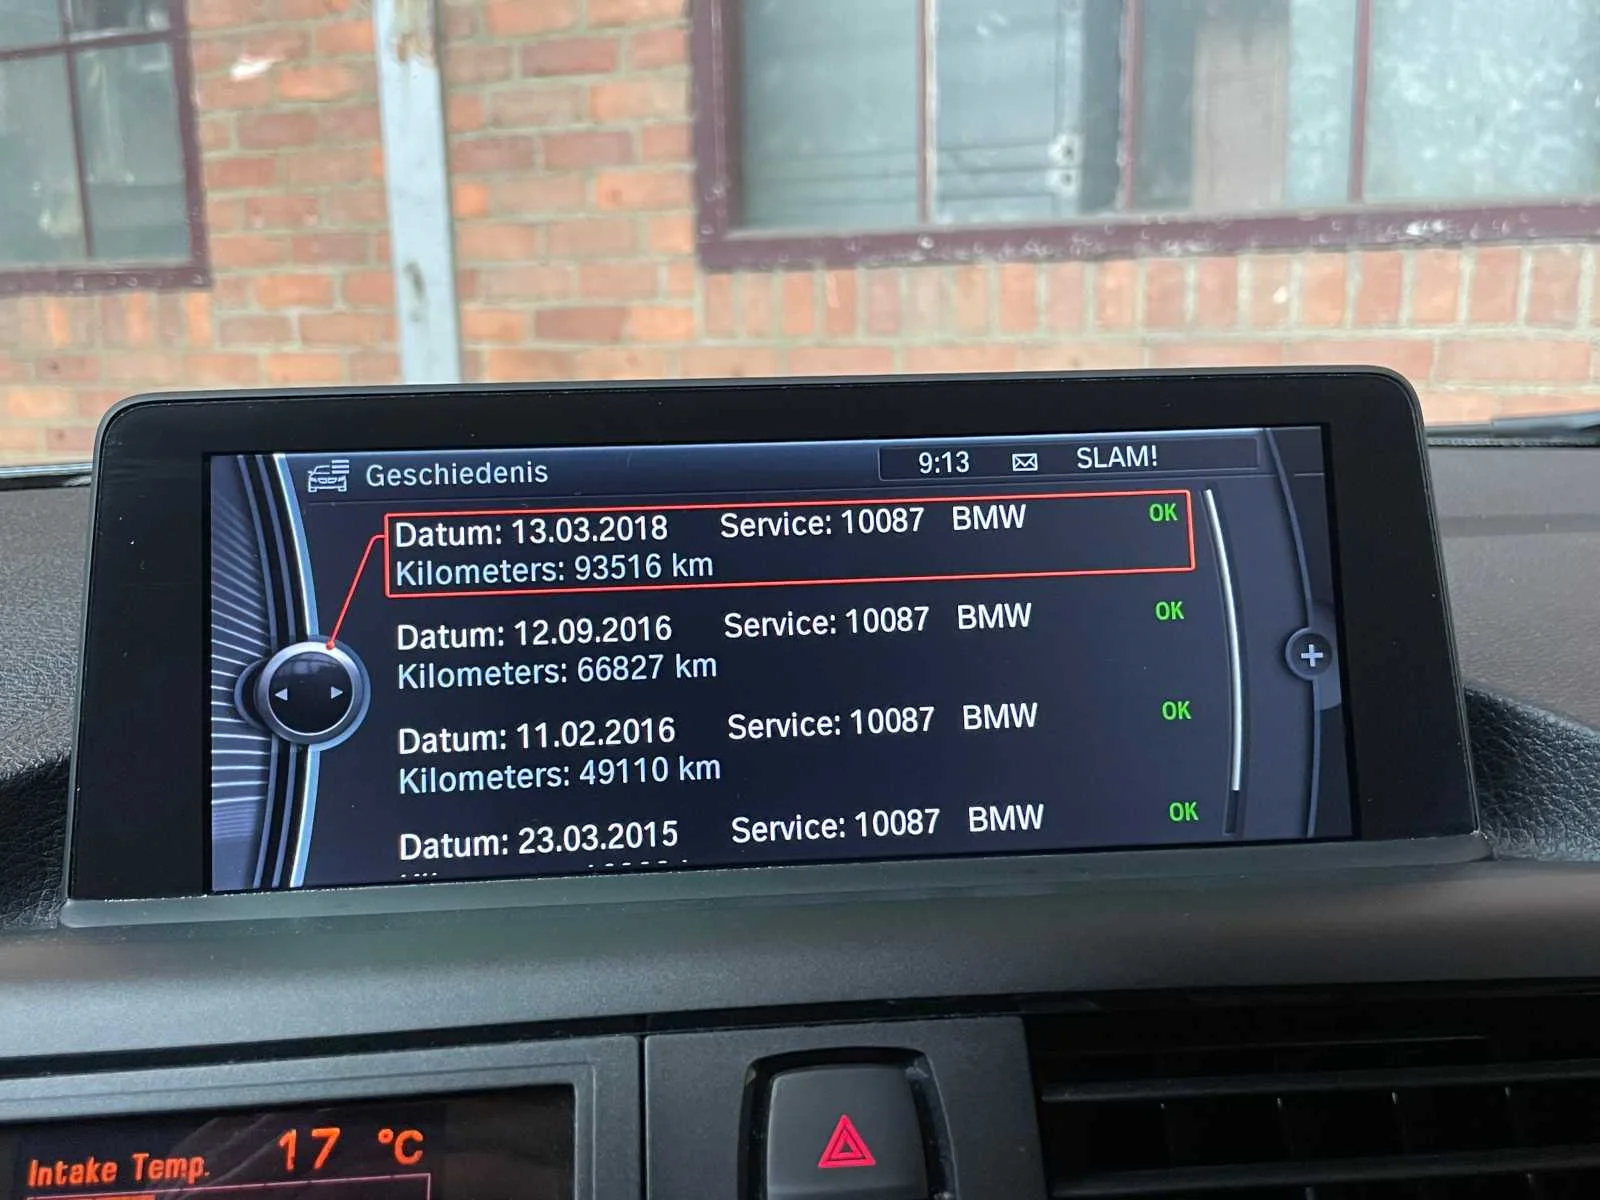 Geschiedenis 9:13 SLAM!
Datum: 13.03.2018 Service: 10087 BMW OK
Kilometers: 93516 km
Datum: 12.09.2016 Service: 10087 BMW OK
Kilometers: 66827 km
Datum: 11.02.2016 Service: 10087 BMW OK
Kilometers: 49110 km
Datum: 23.03.2015 Service: 10087 BMW OK
Intake Temp. 17 °C